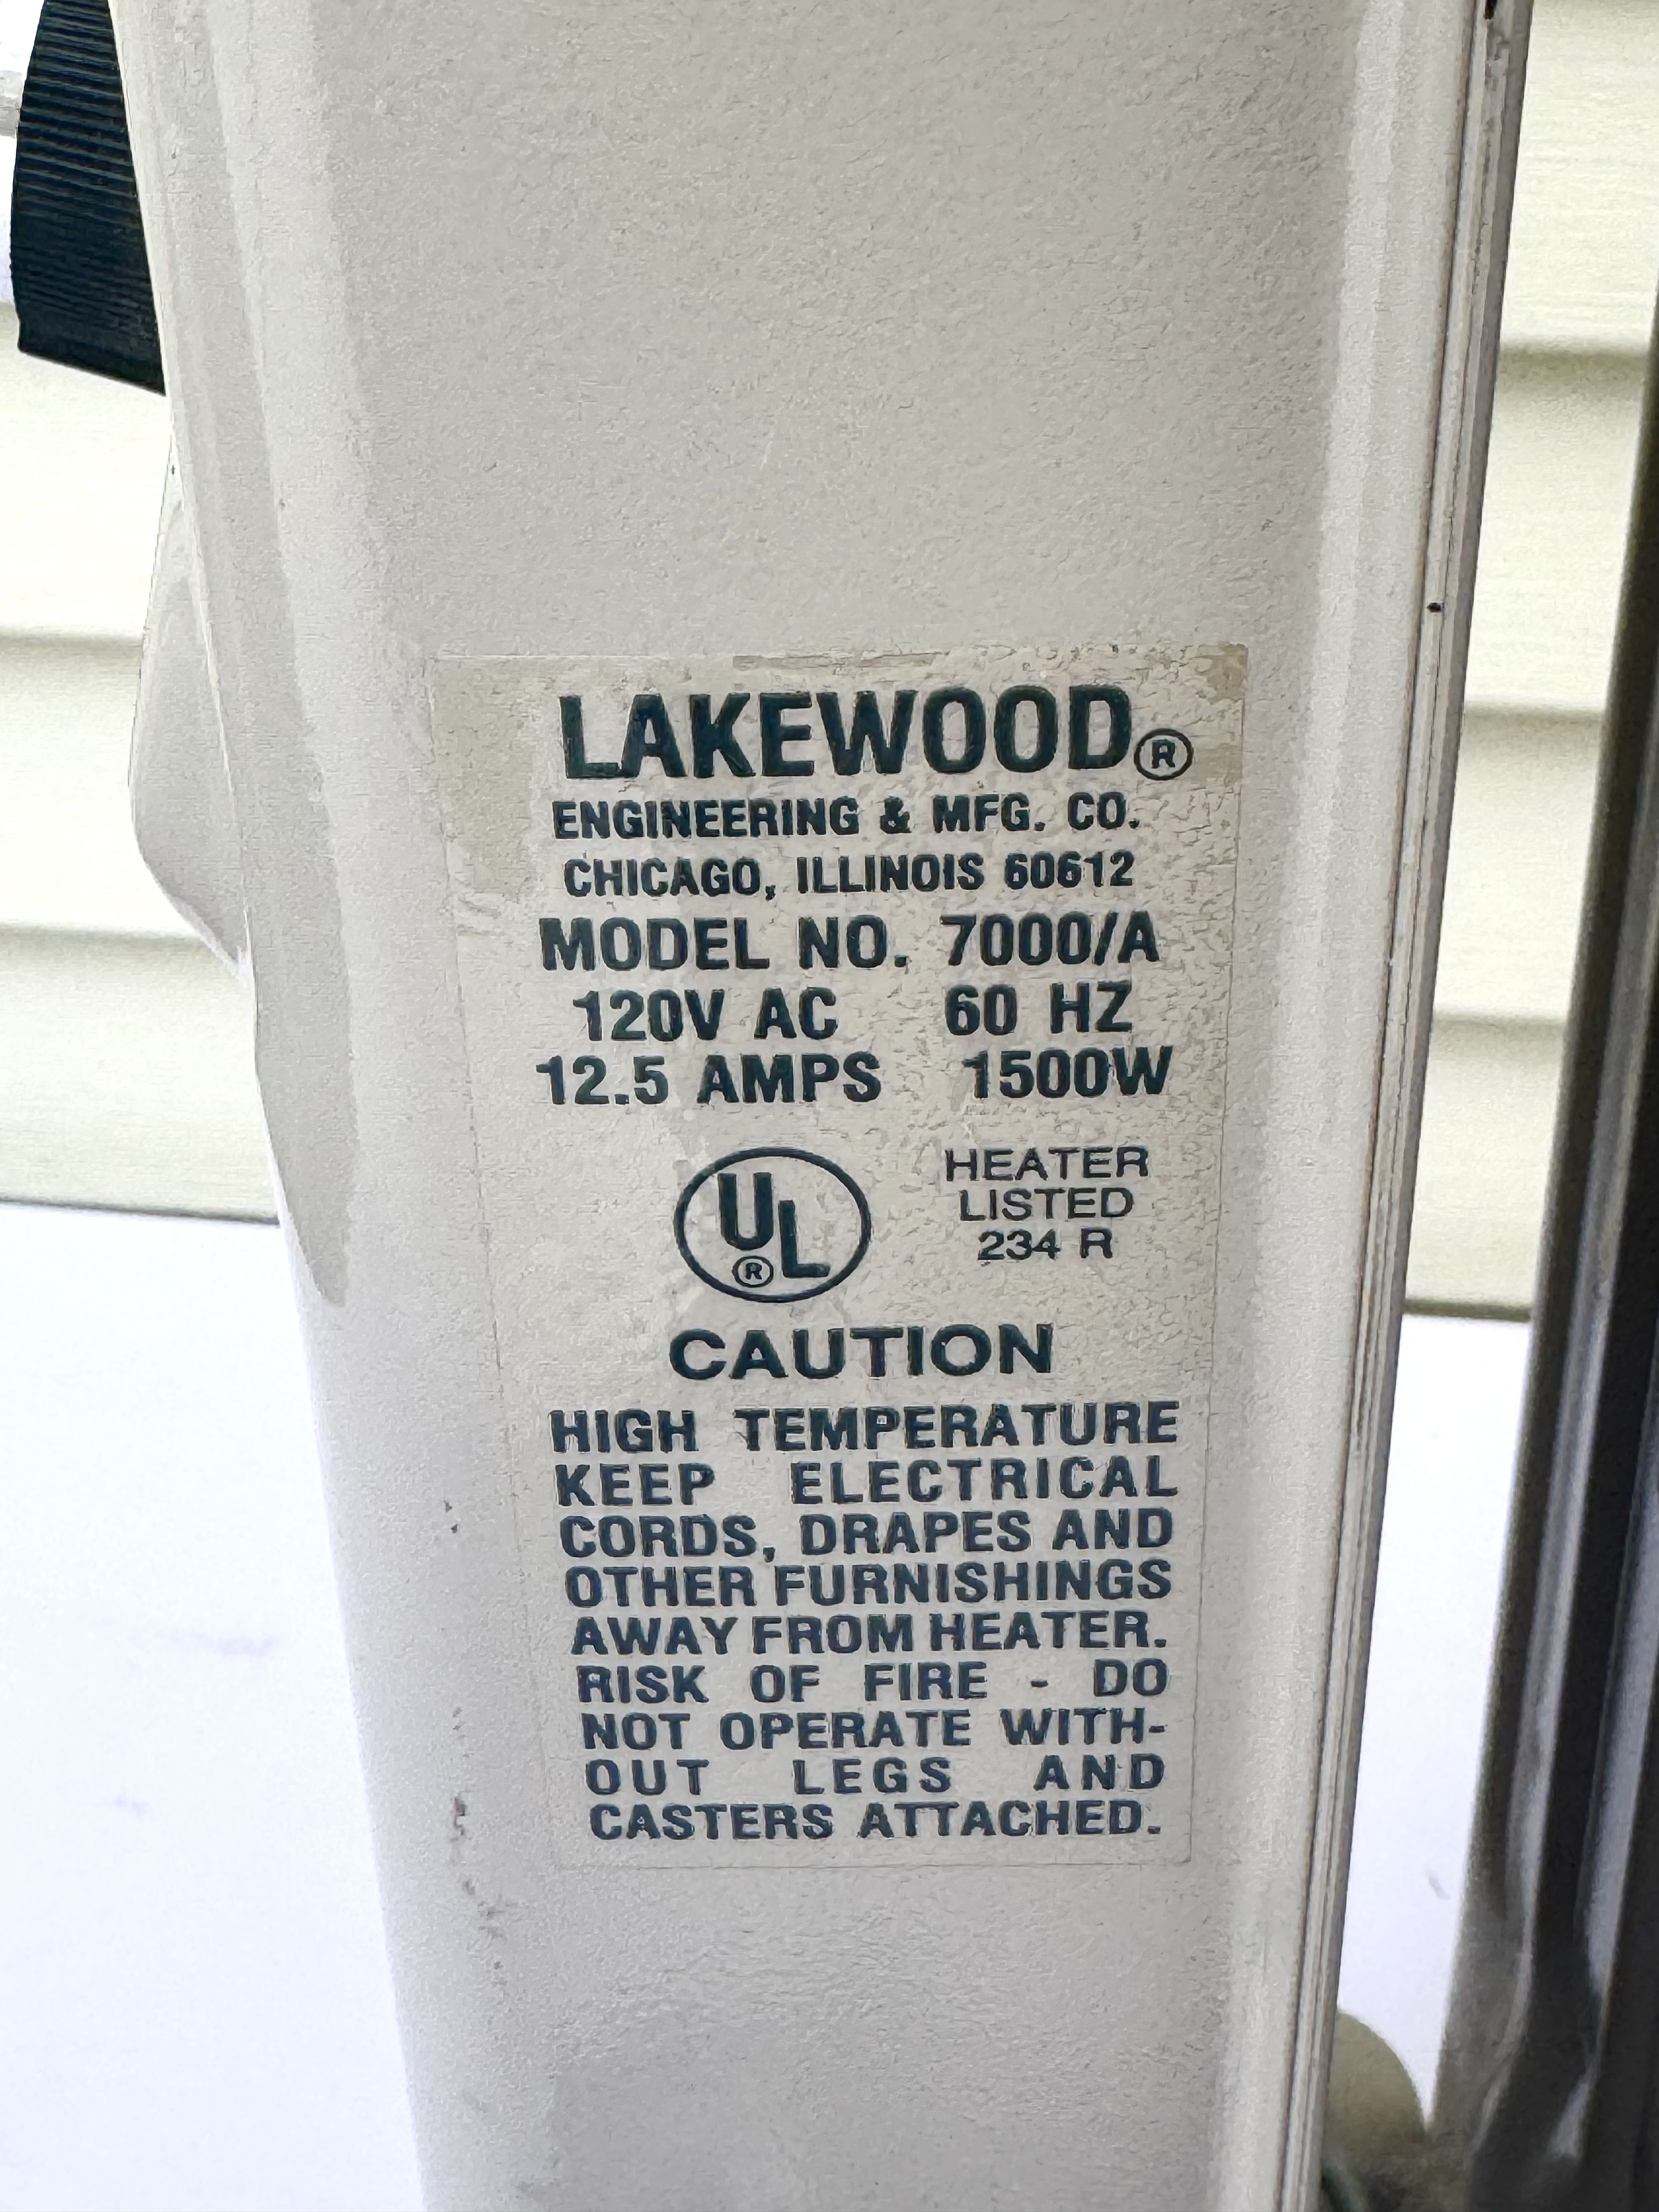 LAKEWOOD®
ENGINEERING & MFG. CO.
CHICAGO, ILLINOIS 60612
MODEL NO. 7000/A
120V AC 60 HZ
12.5 AMPS 1500W
UL®
HEATER
LISTED
234 R
CAUTION
HIGH TEMPERATURE
KEEP ELECTRICAL
CORDS, DRAPES AND
OTHER FURNISHINGS
AWAY FROM HEATER.
RISK OF FIRE - DO
NOT OPERATE WITH-
OUT LEGS AND
CASTERS ATTACHED.